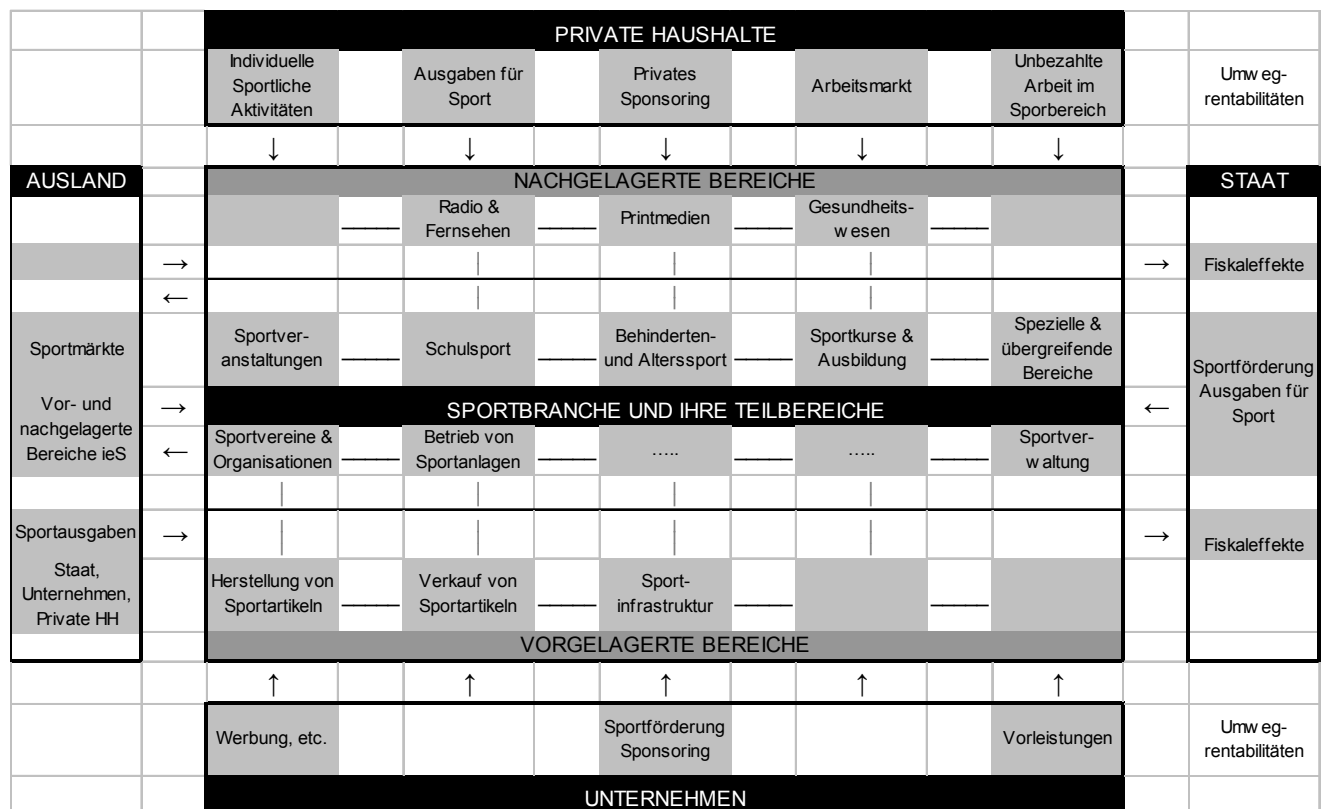 PRIVATE HAUSHALTE
Individuelle
Sportliche
Aktivitäten
Ausgaben für
Sport
Privates
Sponsoring
Arbeitsmarkt
Unbezahlte
Arbeit im
Sporbereich
Umweg-
rentabilitäten
↓ ↓ ↓ ↓ ↓
AUSLAND
NACHGELAGERTE BEREICHE
STAAT
Radio &
Fernsehen
Printmedien
Gesundheits-
wesen
→ →
Fiskaleffekte
←
Sportmärkte
Vor- und
nachgelagerte
Bereiche ieS
Sportver-
anstaltungen
Schulsport
Behinderten-
und Alterssport
Sportkurse &
Ausbildung
Spezielle &
übergreifende
Bereiche
Sportförderung
Ausgaben für
Sport
→
SPORTBRANCHE UND IHRE TEILBEREICHE
←
←
Sportvereine &
Organisationen
Betrieb von
Sportanlagen
…..
…..
Sportver-
waltung
Sportausgaben
Staat,
Unternehmen,
Private HH
→ →
Fiskaleffekte
Herstellung von
Sportartikeln
Verkauf von
Sportartikeln
Sport-
infrastruktur
VORGELAGERTE BEREICHE
↑ ↑ ↑ ↑ ↑
Werbung, etc.
Sportförderung
Sponsoring
Vorleistungen
Umweg-
rentabilitäten
UNTERNEHMEN